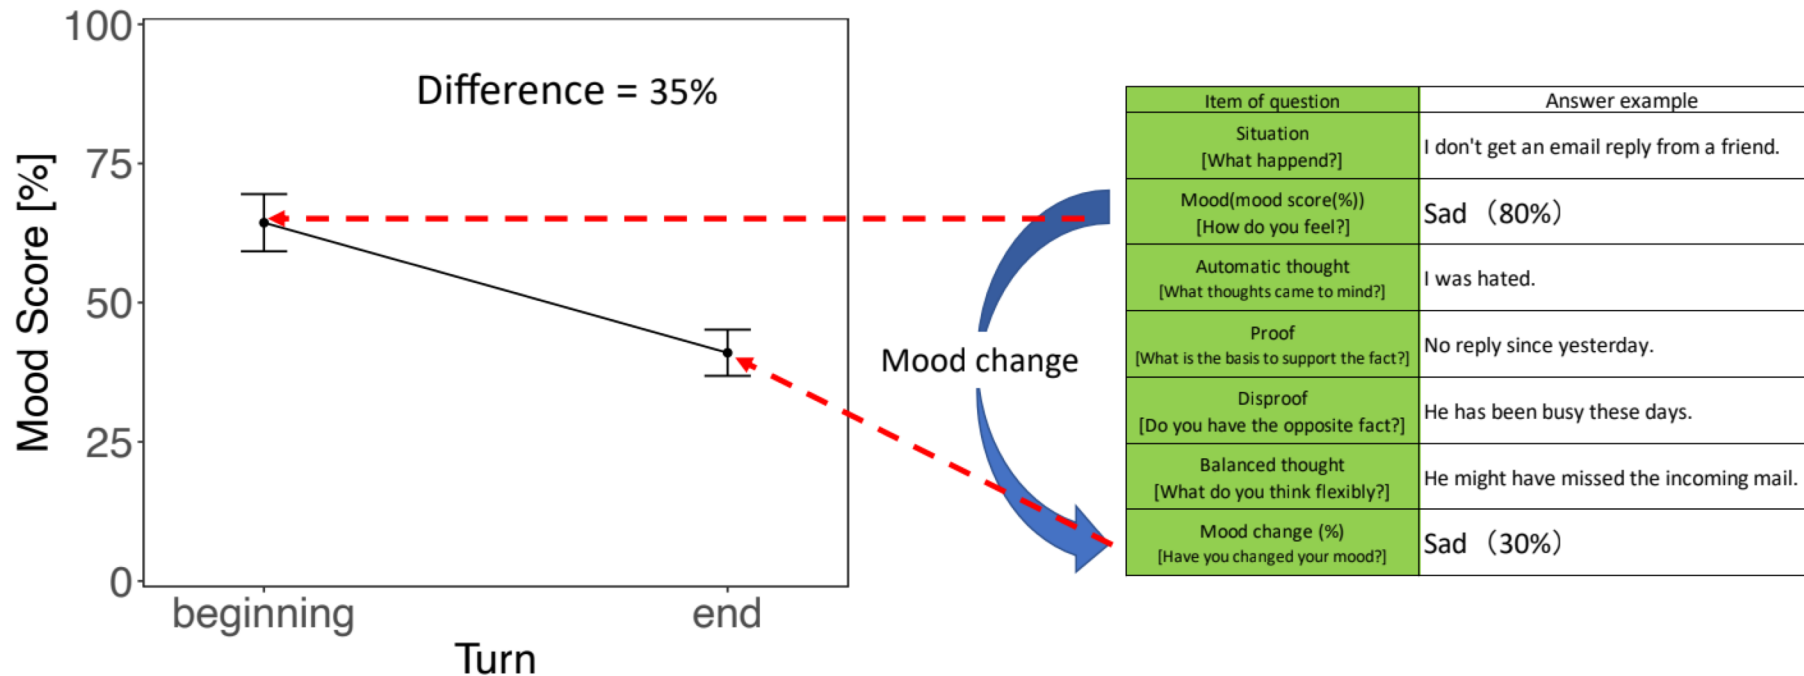 100
75
50
25
0
Mood Score [%]
Difference = 35%
beginning
end
Turn
Mood change
Item of question
Answer example
Situation
[What happend?]
I don't get an email reply from a friend.
Mood(mood score(%))
[How do you feel?]
Sad （80%）
Automatic thought
[What thoughts came to mind?]
I was hated.
Proof
[What is the basis to support the fact?]
No reply since yesterday.
Disproof
[Do you have the opposite fact?]
He has been busy these days.
Balanced thought
[What do you think flexibly?]
He might have missed the incoming mail.
Mood change (%)
[Have you changed your mood?]
Sad （30%）